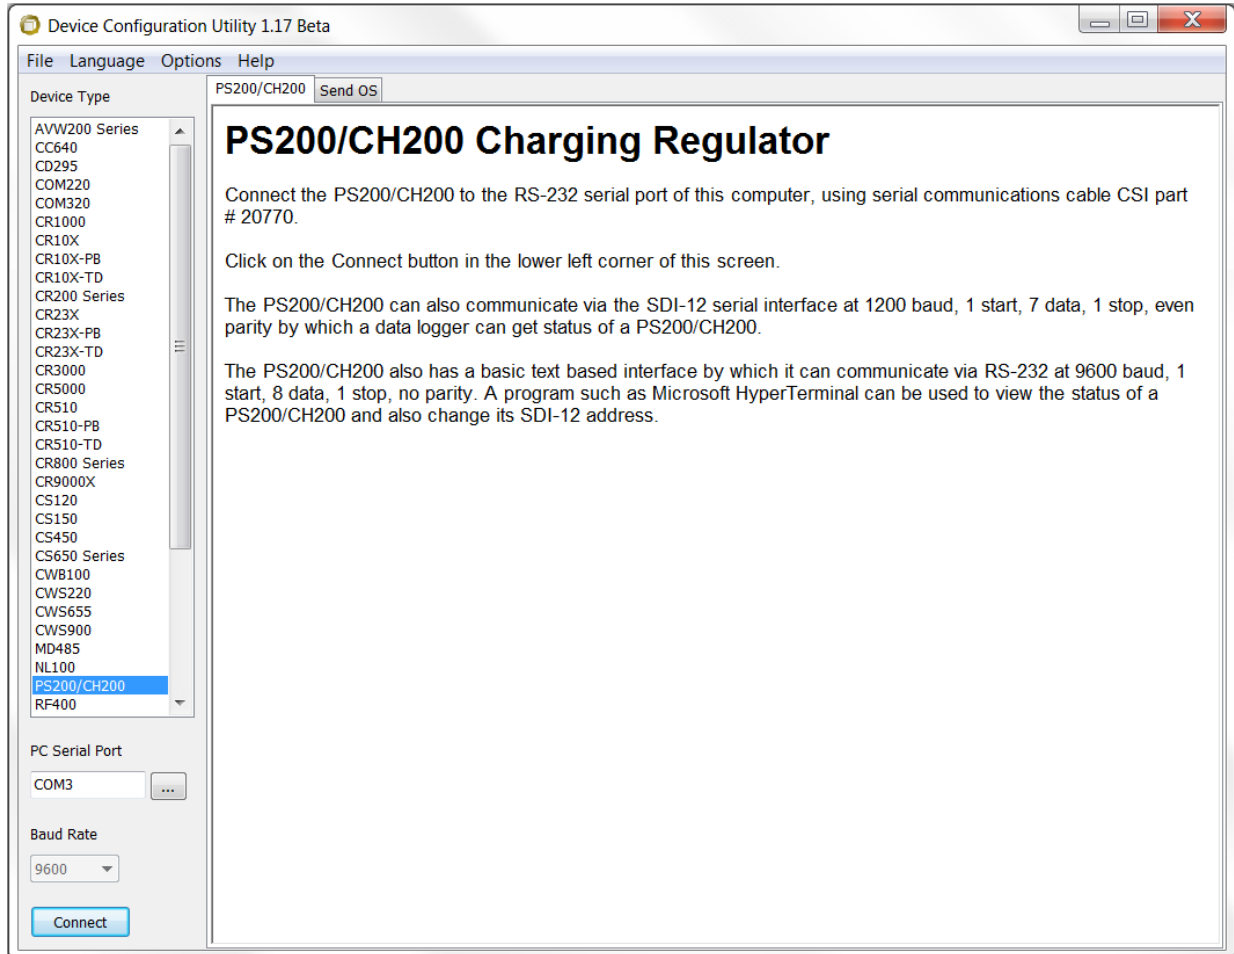 Device Configuration Utility 1.17 Beta
File Language Options Help
Device Type
AVW200 Series
CC640
CD295
COM220
COM320
CR1000
CR10X
CR10X-PB
CR10X-TD
CR200 Series
CR23X
CR23X-PB
CR23X-TD
CR3000
CR5000
CR510
CR510-PB
CR510-TD
CR800 Series
CR9000X
CS120
CS150
CS450
CS650 Series
CWB100
CWS220
CWS655
CWS900
MD485
NL100
PS200/CH200
RF400
PC Serial Port
COM3
...
Baud Rate
9600
Connect
PS200/CH200 Send OS
PS200/CH200 Charging Regulator
Connect the PS200/CH200 to the RS-232 serial port of this computer, using serial communications cable CSI part
# 20770.
Click on the Connect button in the lower left corner of this screen.
The PS200/CH200 can also communicate via the SDI-12 serial interface at 1200 baud, 1 start, 7 data, 1 stop, even
parity by which a data logger can get status of a PS200/CH200.
The PS200/CH200 also has a basic text based interface by which it can communicate via RS-232 at 9600 baud, 1
start, 8 data, 1 stop, no parity. A program such as Microsoft HyperTerminal can be used to view the status of a
PS200/CH200 and also change its SDI-12 address.